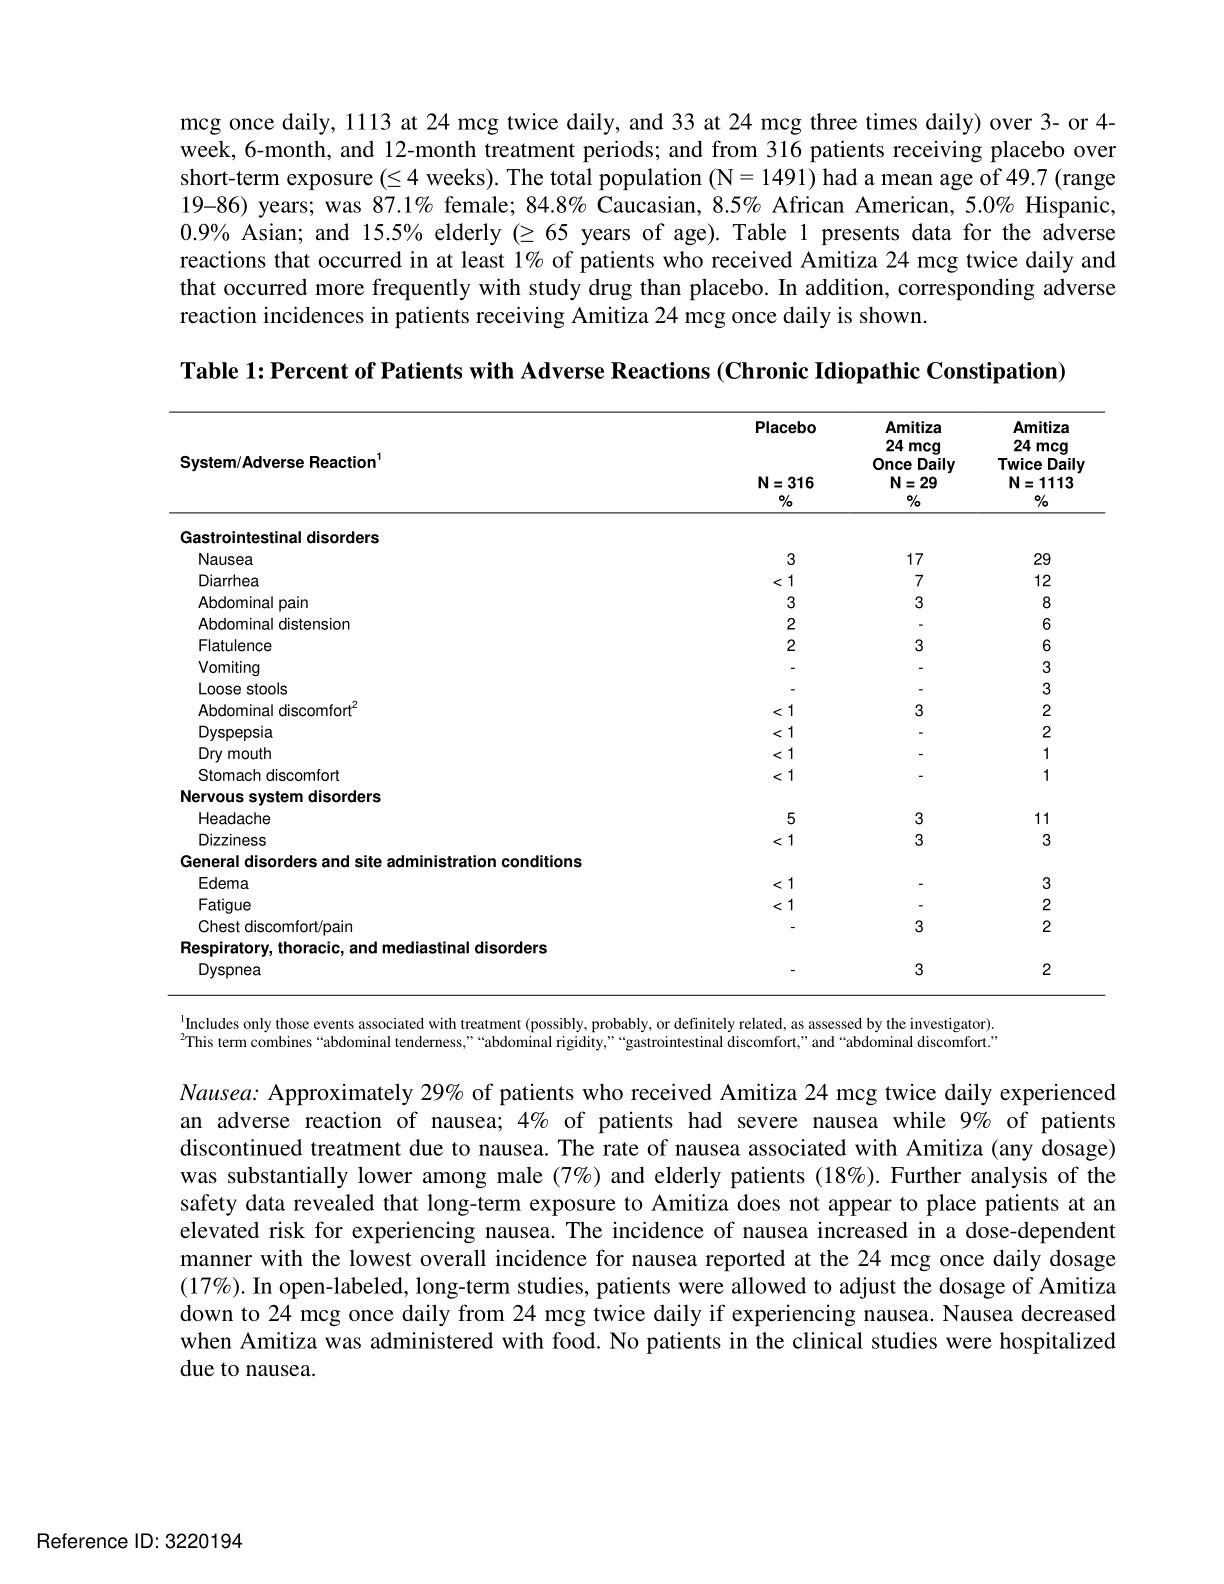 mcg once daily, 1113 at 24 mcg twice daily, and 33 at 24 mcg three times daily) over 3- or 4-
week, 6-month, and 12-month treatment periods; and from 316 patients receiving placebo over
short-term exposure (≤ 4 weeks). The total population (N = 1491) had a mean age of 49.7 (range
19–86) years; was 87.1% female; 84.8% Caucasian, 8.5% African American, 5.0% Hispanic,
0.9% Asian; and 15.5% elderly (≥ 65 years of age). Table 1 presents data for the adverse
reactions that occurred in at least 1% of patients who received Amitiza 24 mcg twice daily and
that occurred more frequently with study drug than placebo. In addition, corresponding adverse
reaction incidences in patients receiving Amitiza 24 mcg once daily is shown.
Table 1: Percent of Patients with Adverse Reactions (Chronic Idiopathic Constipation)
Placebo Amitiza Amitiza
24 mcg 24 mcg
System/Adverse Reaction¹ Once Daily Twice Daily
N = 316 N = 29 N = 1113
% % %
Gastrointestinal disorders
Nausea 3 17 29
Diarrhea < 1 7 12
Abdominal pain 3 3 8
Abdominal distension 2 - 6
Flatulence 2 3 6
Vomiting - - 3
Loose stools - - 3
Abdominal discomfort² < 1 3 2
Dyspepsia < 1 - 2
Dry mouth < 1 - 1
Stomach discomfort < 1 - 1
Nervous system disorders
Headache 5 3 11
Dizziness < 1 3 3
General disorders and site administration conditions
Edema < 1 - 3
Fatigue < 1 - 2
Chest discomfort/pain - 3 2
Respiratory, thoracic, and mediastinal disorders
Dyspnea - 3 2
¹Includes only those events associated with treatment (possibly, probably, or definitely related, as assessed by the investigator).
²This term combines “abdominal tenderness,” “abdominal rigidity,” “gastrointestinal discomfort,” and “abdominal discomfort.”
Nausea: Approximately 29% of patients who received Amitiza 24 mcg twice daily experienced
an adverse reaction of nausea; 4% of patients had severe nausea while 9% of patients
discontinued treatment due to nausea. The rate of nausea associated with Amitiza (any dosage)
was substantially lower among male (7%) and elderly patients (18%). Further analysis of the
safety data revealed that long-term exposure to Amitiza does not appear to place patients at an
elevated risk for experiencing nausea. The incidence of nausea increased in a dose-dependent
manner with the lowest overall incidence for nausea reported at the 24 mcg once daily dosage
(17%). In open-labeled, long-term studies, patients were allowed to adjust the dosage of Amitiza
down to 24 mcg once daily from 24 mcg twice daily if experiencing nausea. Nausea decreased
when Amitiza was administered with food. No patients in the clinical studies were hospitalized
due to nausea.
Reference ID: 3220194